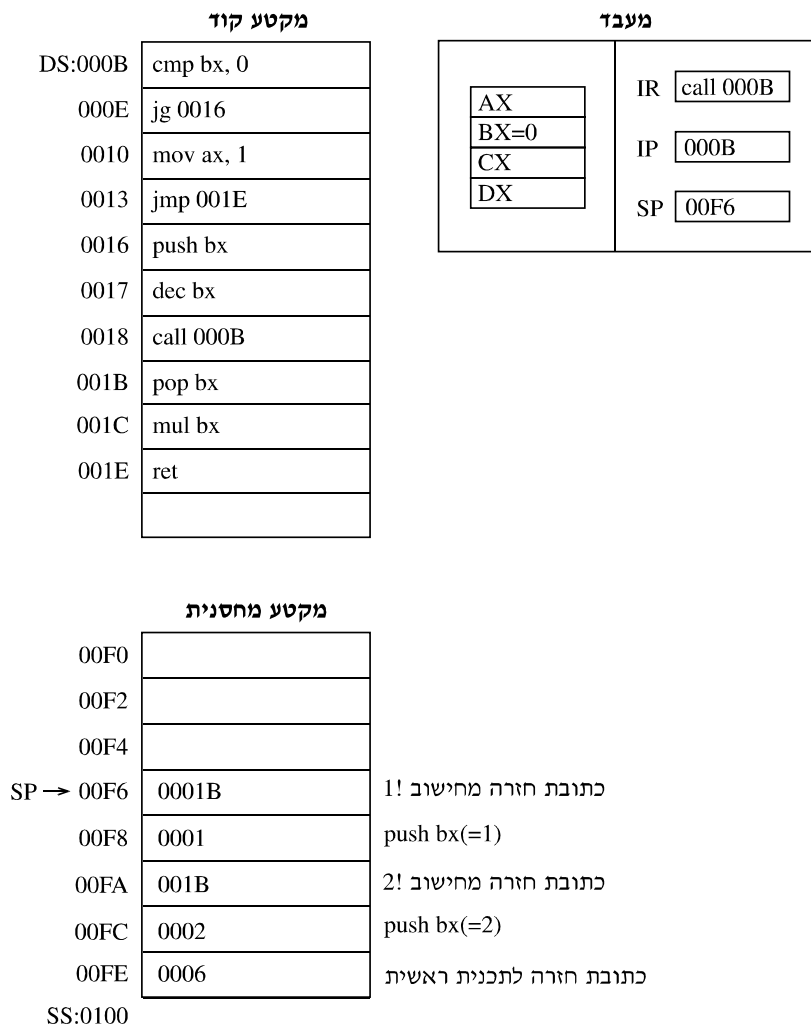 מקטע קוד
DS:000B cmp bx, 0
000E jg 0016
0010 mov ax, 1
0013 jmp 001E
0016 push bx
0017 dec bx
0018 call 000B
001B pop bx
001C mul bx
001E ret
מעבד
AX
BX=0
CX
DX
IR call 000B
IP 000B
SP 00F6
מקטע מחסנית
00F0
00F2
00F4
SP → 00F6 0001B כתובת חזרה מחישוב !1
00F8 0001 push bx(=1)
00FA 001B כתובת חזרה מחישוב !2
00FC 0002 push bx(=2)
00FE 0006 כתובת חזרה לתכנית ראשית
SS:0100